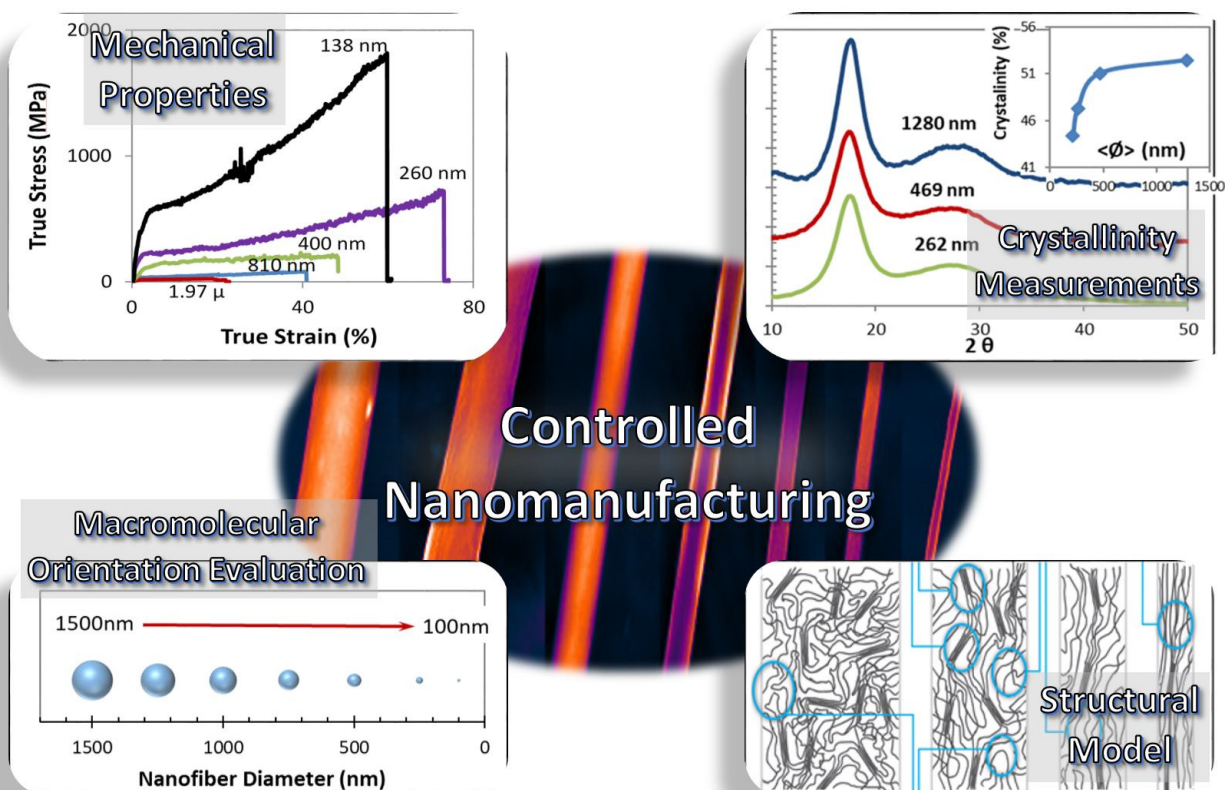 2000
Mechanical
Properties
138 nm
True Stress (MPa)
1000
260 nm
400 nm
810 nm
0
1.97 µ
0
40
80
True Strain (%)
56
51
46
41
Crystalinity (%)
<Ø> (nm)
0
500
1000
1500
1280 nm
469 nm
262 nm
Crystallinity
Measurements
10
20
30
40
50
2 θ
Controlled
Nanomanufacturing
Macromolecular
Orientation Evaluation
1500nm
100nm
1500
1000
500
0
Nanofiber Diameter (nm)
Structural
Model